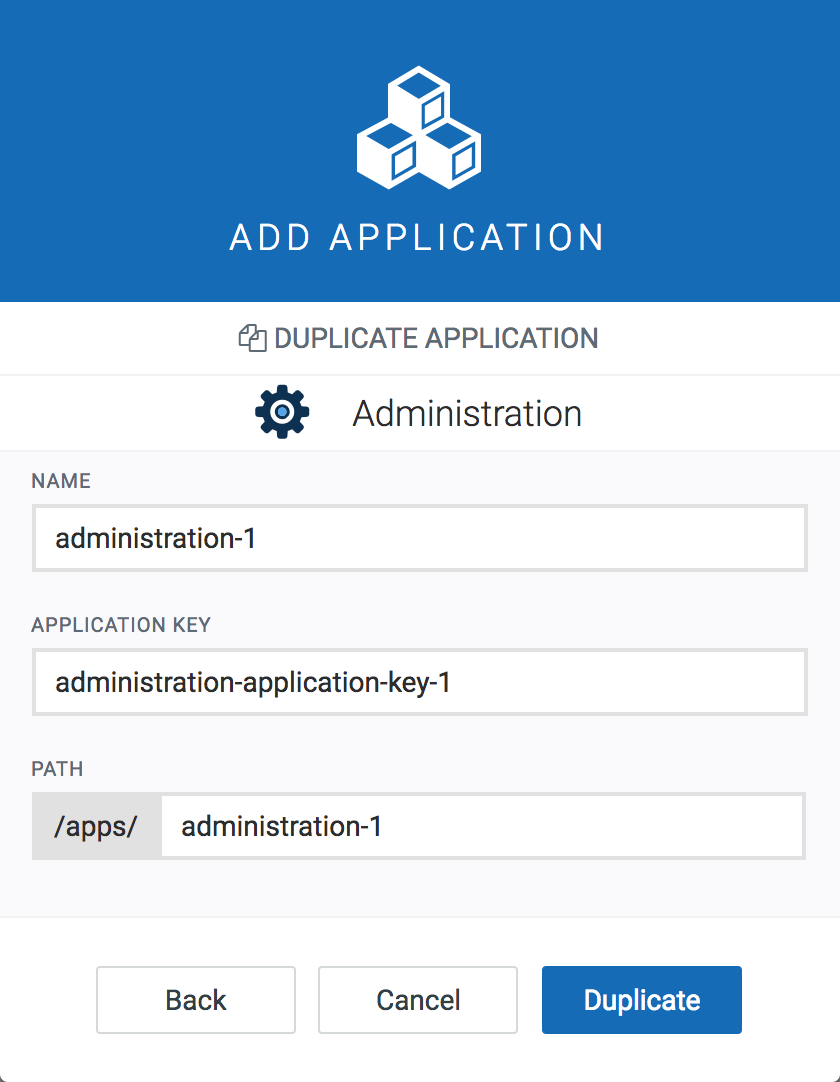 ADD APPLICATION
DUPLICATE APPLICATION
Administration
NAME
administration-1
APPLICATION KEY
administration-application-key-1
PATH
/apps/ administration-1
Back Cancel Duplicate